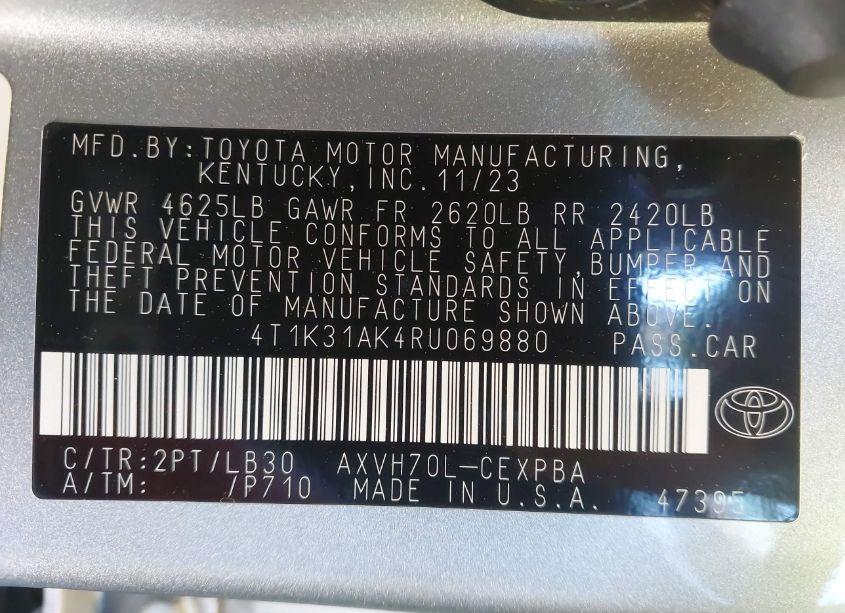 MFD.BY:TOYOTA MOTOR MANUFACTURING,
KENTUCKY,INC.11/23
GVWR 4625LB GAWR FR 2620LB RR 2420LB
THIS VEHICLE CONFORMS TO ALL APPLICABLE
FEDERAL MOTOR VEHICLE SAFETY,BUMPER AND
THEFT PREVENTION STANDARDS IN EFFECT ON
THE DATE OF MANUFACTURE SHOWN ABOVE.
4T1K31AK4RU069880 PASS.CAR
C/TR:2PT/LB30 AXVH70L-CEXPBA
A/TM: /P710 MADE IN U.S.A. 47395